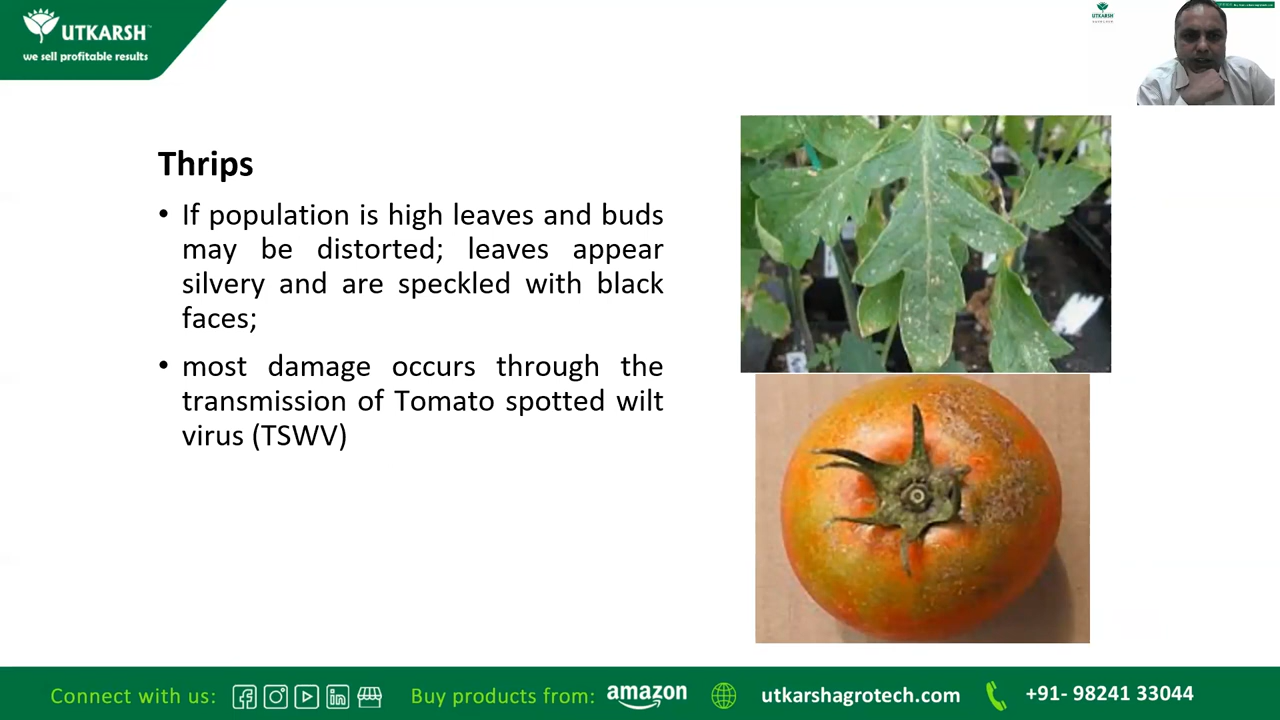 UTKARSH
we sell profitable results
UTKARSH
Thrips
• If population is high leaves and buds
may be distorted; leaves appear
silvery and are speckled with black
faces;
• most damage occurs through the
transmission of Tomato spotted wilt
virus (TSWV)
Connect with us:
Buy products from: amazon
utkarshagrotech.com
+91- 98241 33044